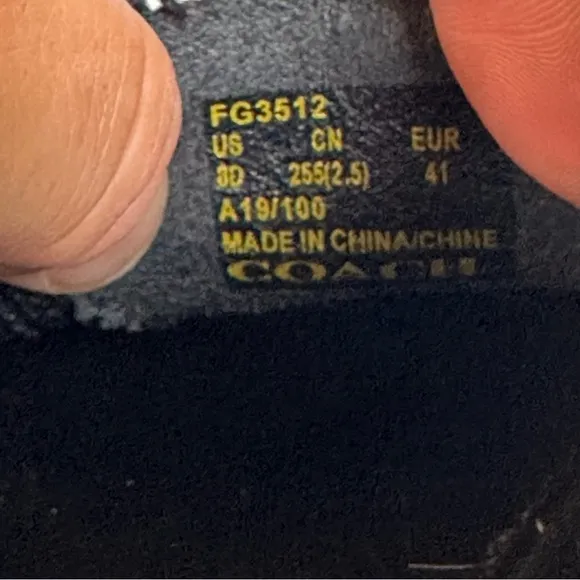 FG3512
US CN EUR
8D 255(2.5) 41
A19/100
MADE IN CHINA/CHINE
COACH